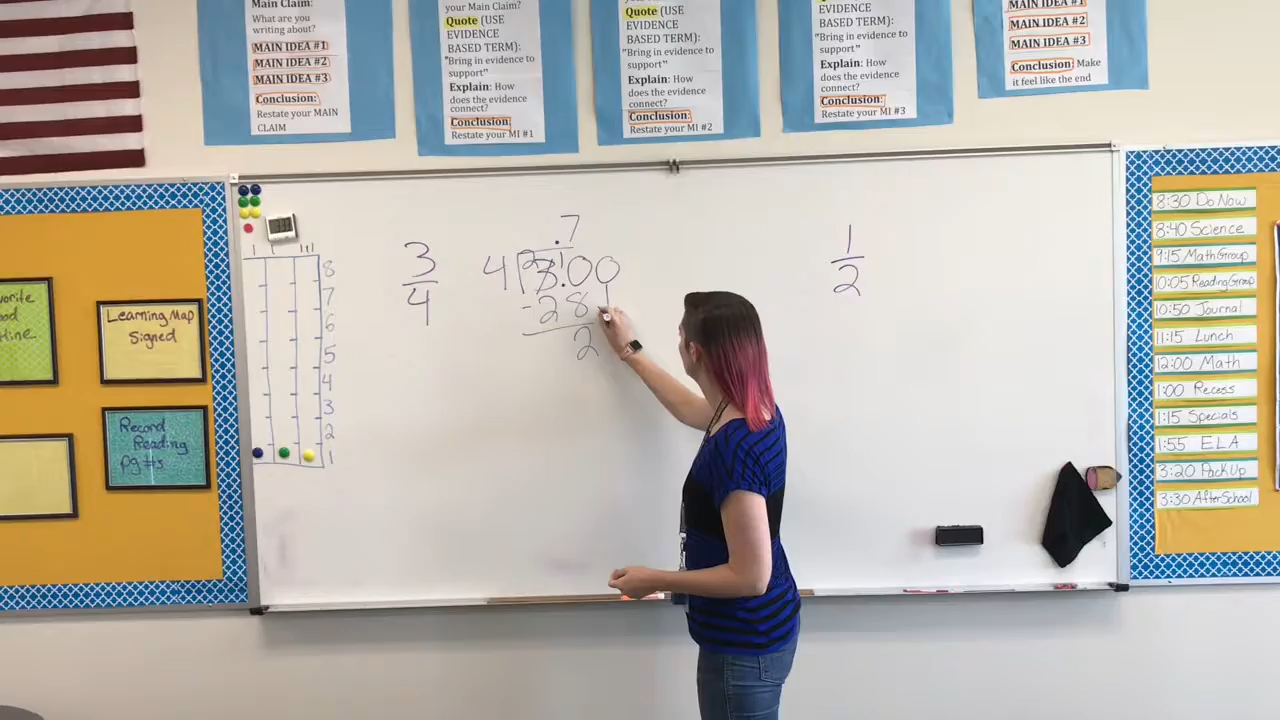 Main Claim:
What are you
writing about?
MAIN IDEA #1
MAIN IDEA #2
MAIN IDEA #3
Conclusion:
Restate your MAIN
CLAIM
your Main Claim?
Quote (USE
EVIDENCE
BASED TERM):
"Bring in evidence to
support"
Explain: How
does the evidence
connect?
Conclusion:
Restate your MI #1
Quote (USE
EVIDENCE
BASED TERM):
"Bring in evidence to
support"
Explain: How
does the evidence
connect?
Conclusion:
Restate your MI #2
EVIDENCE
BASED TERM):
"Bring in evidence to
support"
Explain: How
does the evidence
connect?
Conclusion:
Restate your MI #3
MAIN IDEA #1
MAIN IDEA #2
MAIN IDEA #3
Conclusion: Make
it feel like the end
Learning Map
Signed
Record
Reading
pg #s
8
7
6
5
4
3
2
1
3
4
.7
4 3.00
2 1
-28
2
1
2
8:30 Do Now
8:40 Science
9:15 Math Group
10:05 Reading Group
10:50 Journal
11:15 Lunch
12:00 Math
1:00 Recess
1:15 Specials
1:55 ELA
3:20 Pack Up
3:30 After School